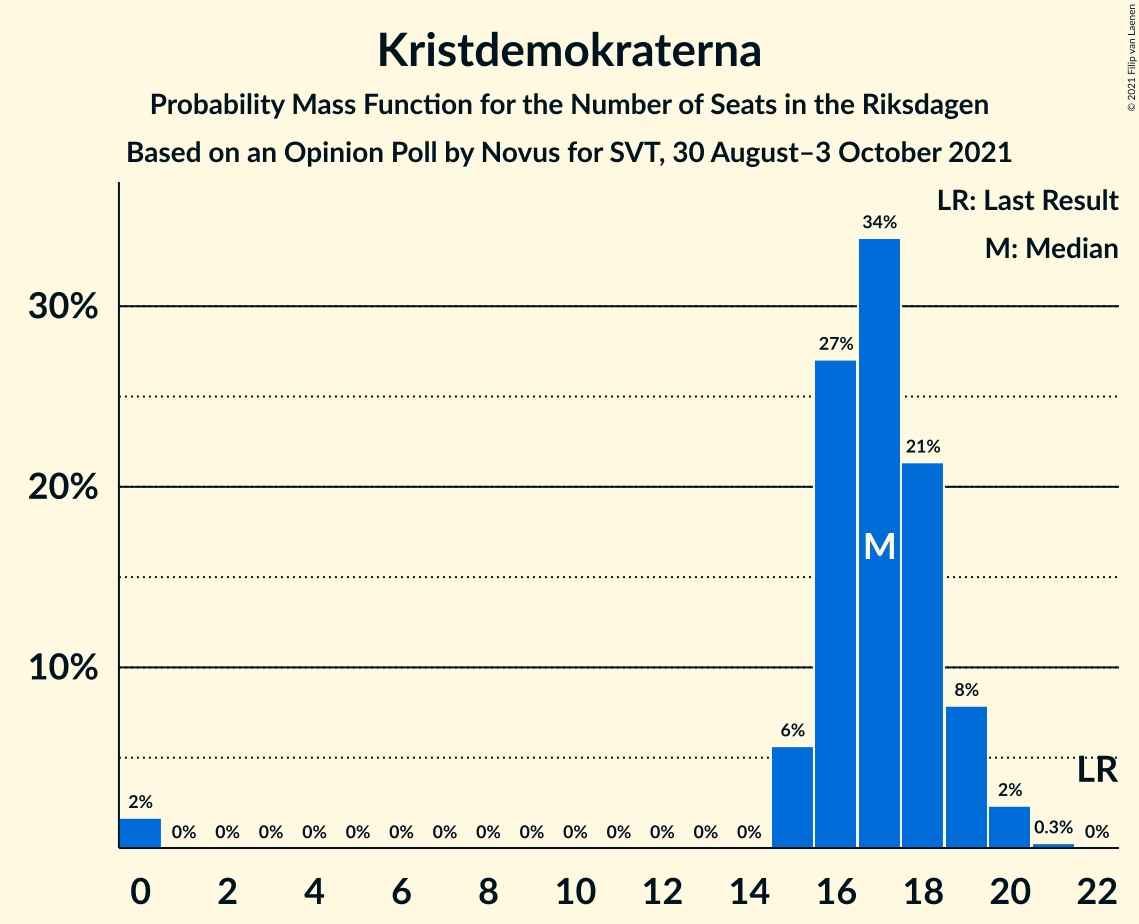 Kristdemokraterna
Probability Mass Function for the Number of Seats in the Riksdagen
Based on an Opinion Poll by Novus for SVT, 30 August–3 October 2021
© 2021 Filip van Laenen
LR: Last Result
M: Median
30%
20%
10%
2%
0%
0%
0%
0%
0%
0%
0%
0%
0%
0%
0%
0%
0%
0%
6%
27%
34%
21%
8%
2%
0.3%
0%
M
LR
0 2 4 6 8 10 12 14 16 18 20 22